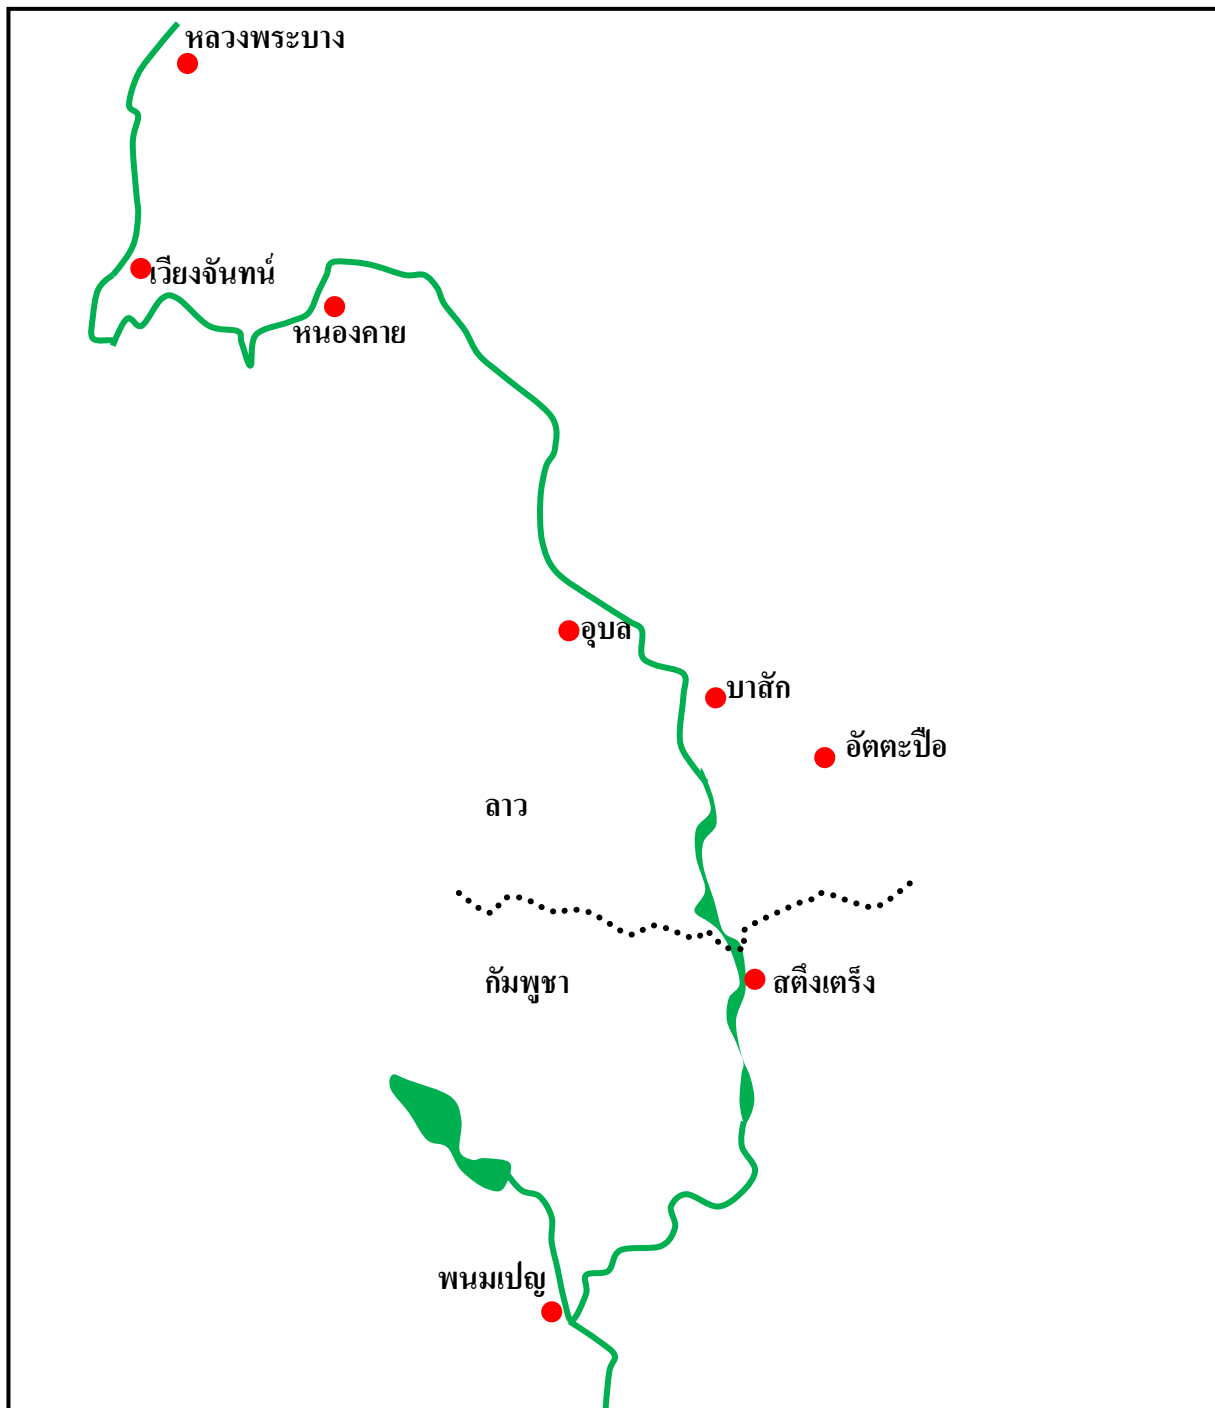 หลวงพระบาง
เวียงจันทน์
หนองคาย
อุบล
บาสัก
อัตตะปือ
ลาว
กัมพูชา
สตึงเตร็ง
พนมเปญ